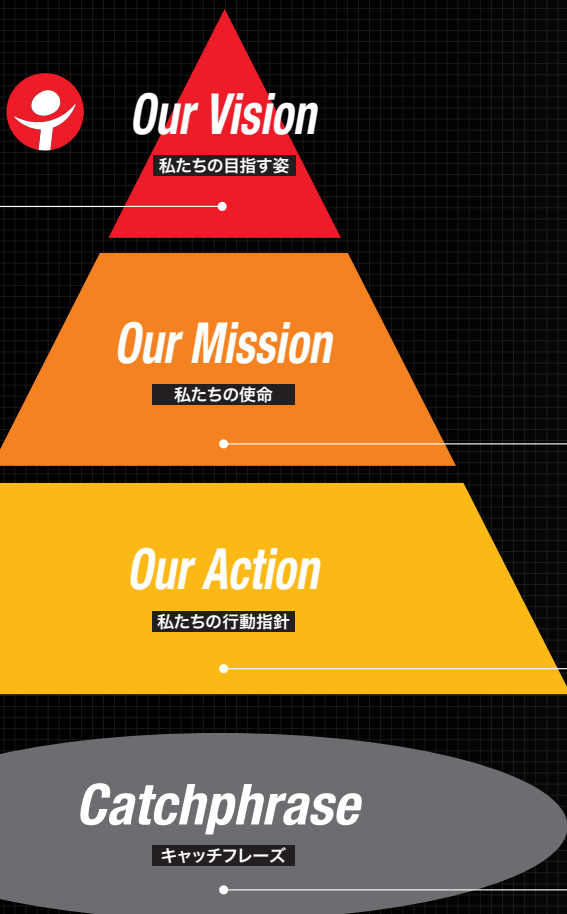 Our Vision
私たちの目指す姿
Our Mission
私たちの使命
Our Action
私たちの行動指針
Catchphrase
キャッチフレーズ